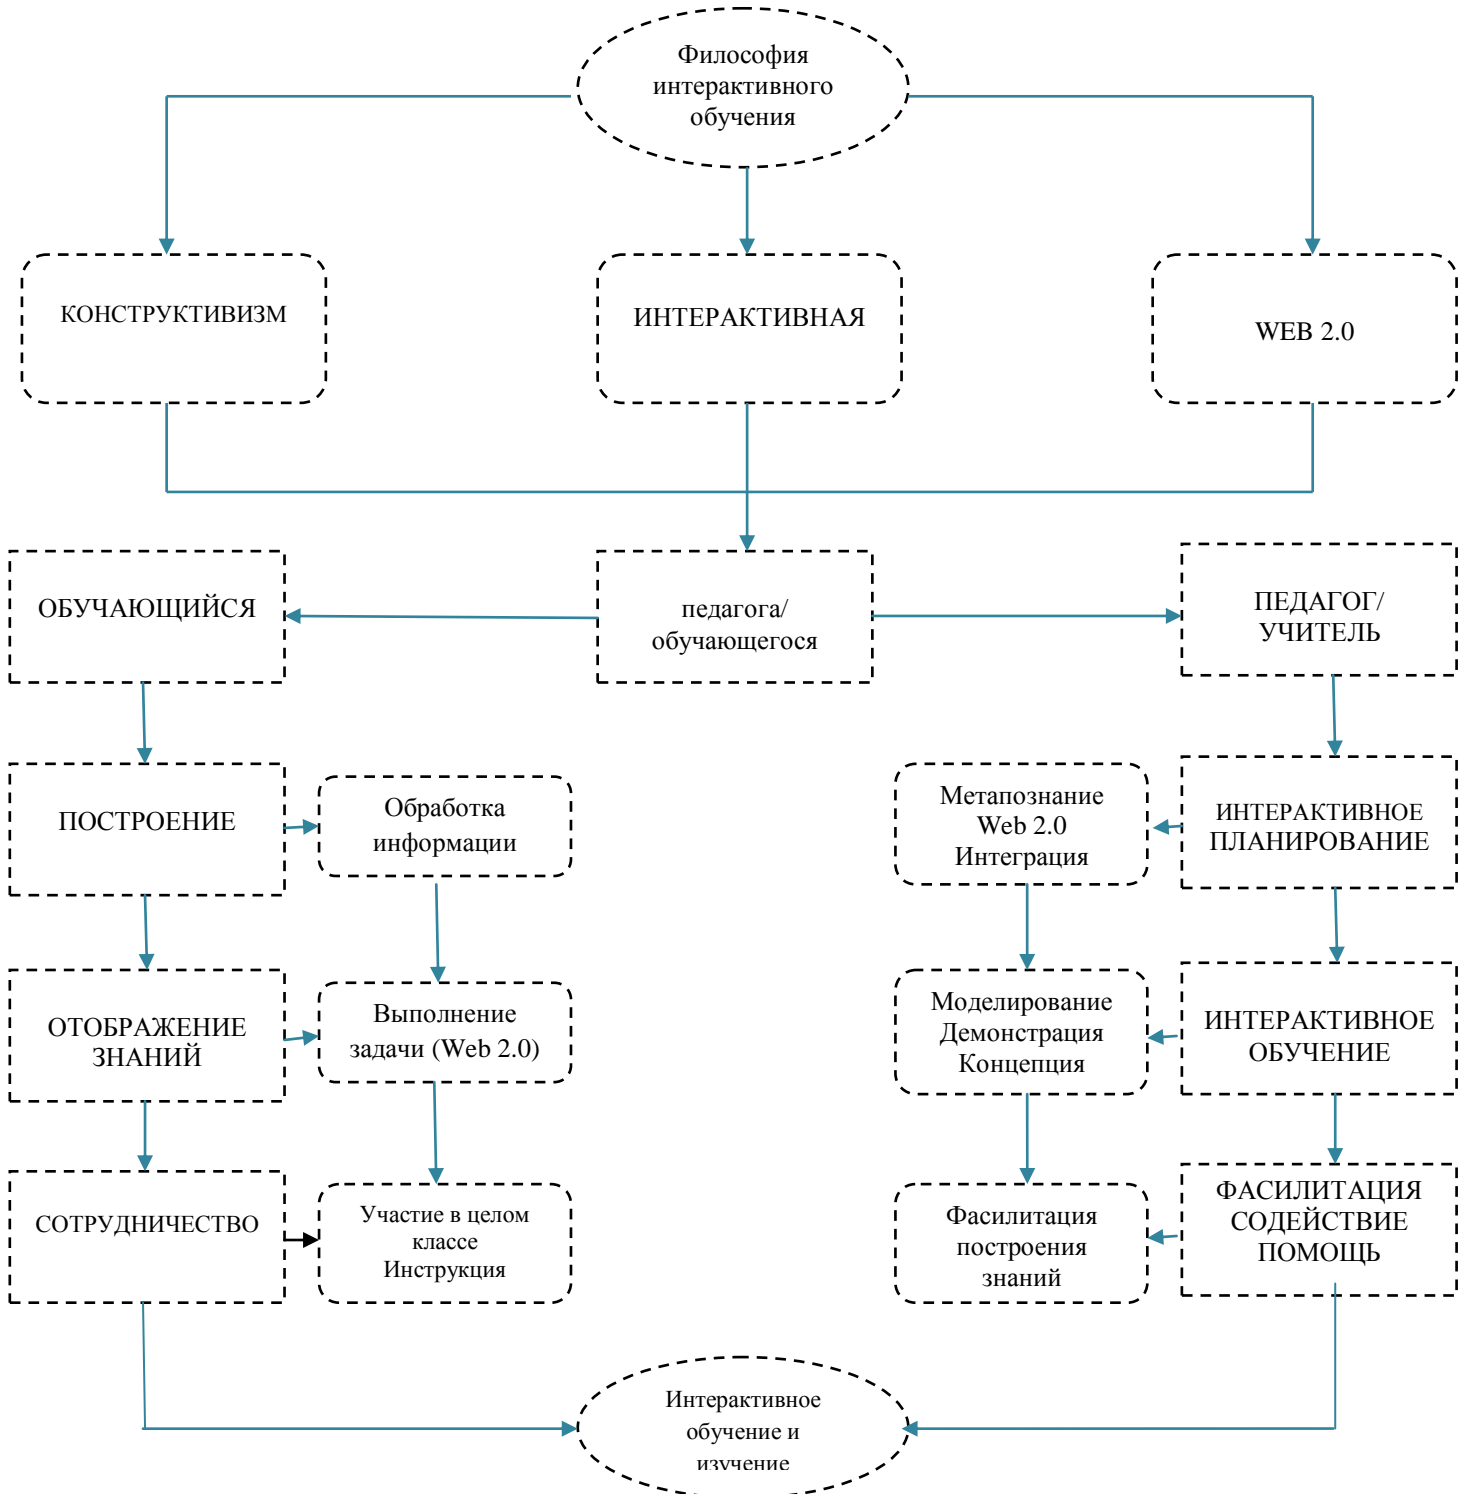 Философия
интерактивного
обучения
КОНСТРУКТИВИЗМ
ИНТЕРАКТИВНАЯ
WEB 2.0
ОБУЧАЮЩИЙСЯ
педагога/
обучающегося
ПЕДАГОГ/
УЧИТЕЛЬ
ПОСТРОЕНИЕ
Обработка
информации
Метапознание
Web 2.0
Интеграция
ИНТЕРАКТИВНОЕ
ПЛАНИРОВАНИЕ
ОТОБРАЖЕНИЕ
ЗНАНИЙ
Выполнение
задачи (Web 2.0)
Моделирование
Демонстрация
Концепция
ИНТЕРАКТИВНОЕ
ОБУЧЕНИЕ
СОТРУДНИЧЕСТВО
Участие в целом
классе
Инструкция
Фасилитация
построения
знаний
ФАСИЛИТАЦИЯ
СОДЕЙСТВИЕ
ПОМОЩЬ
Интерактивное
обучение и
изучение